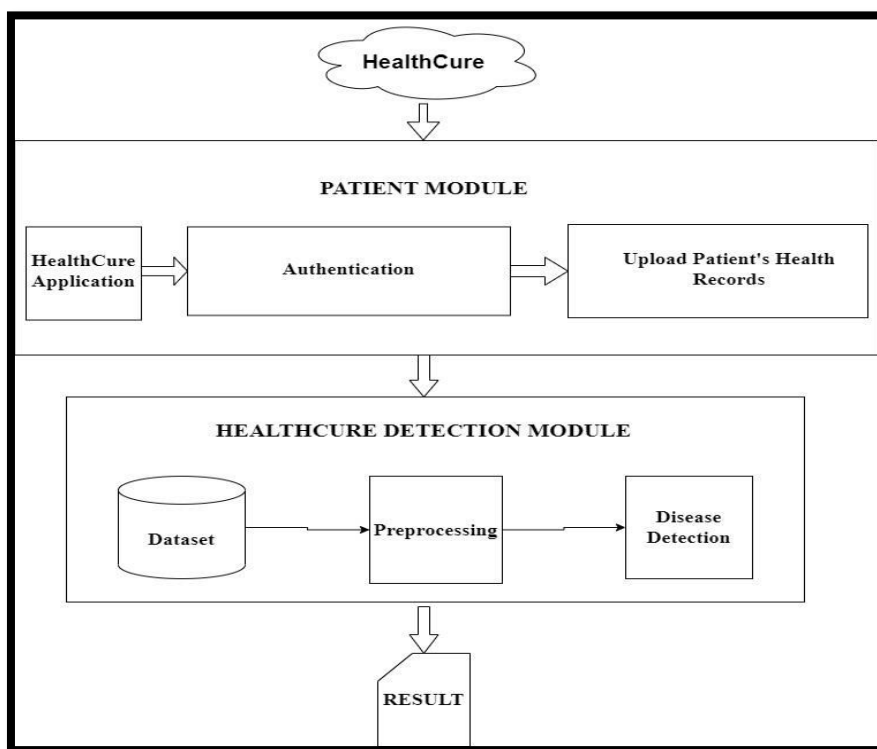 HealthCure
PATIENT MODULE
HealthCure
Application
Authentication
Upload Patient's Health
Records
HEALTHCURE DETECTION MODULE
Dataset
Preprocessing
Disease
Detection
RESULT